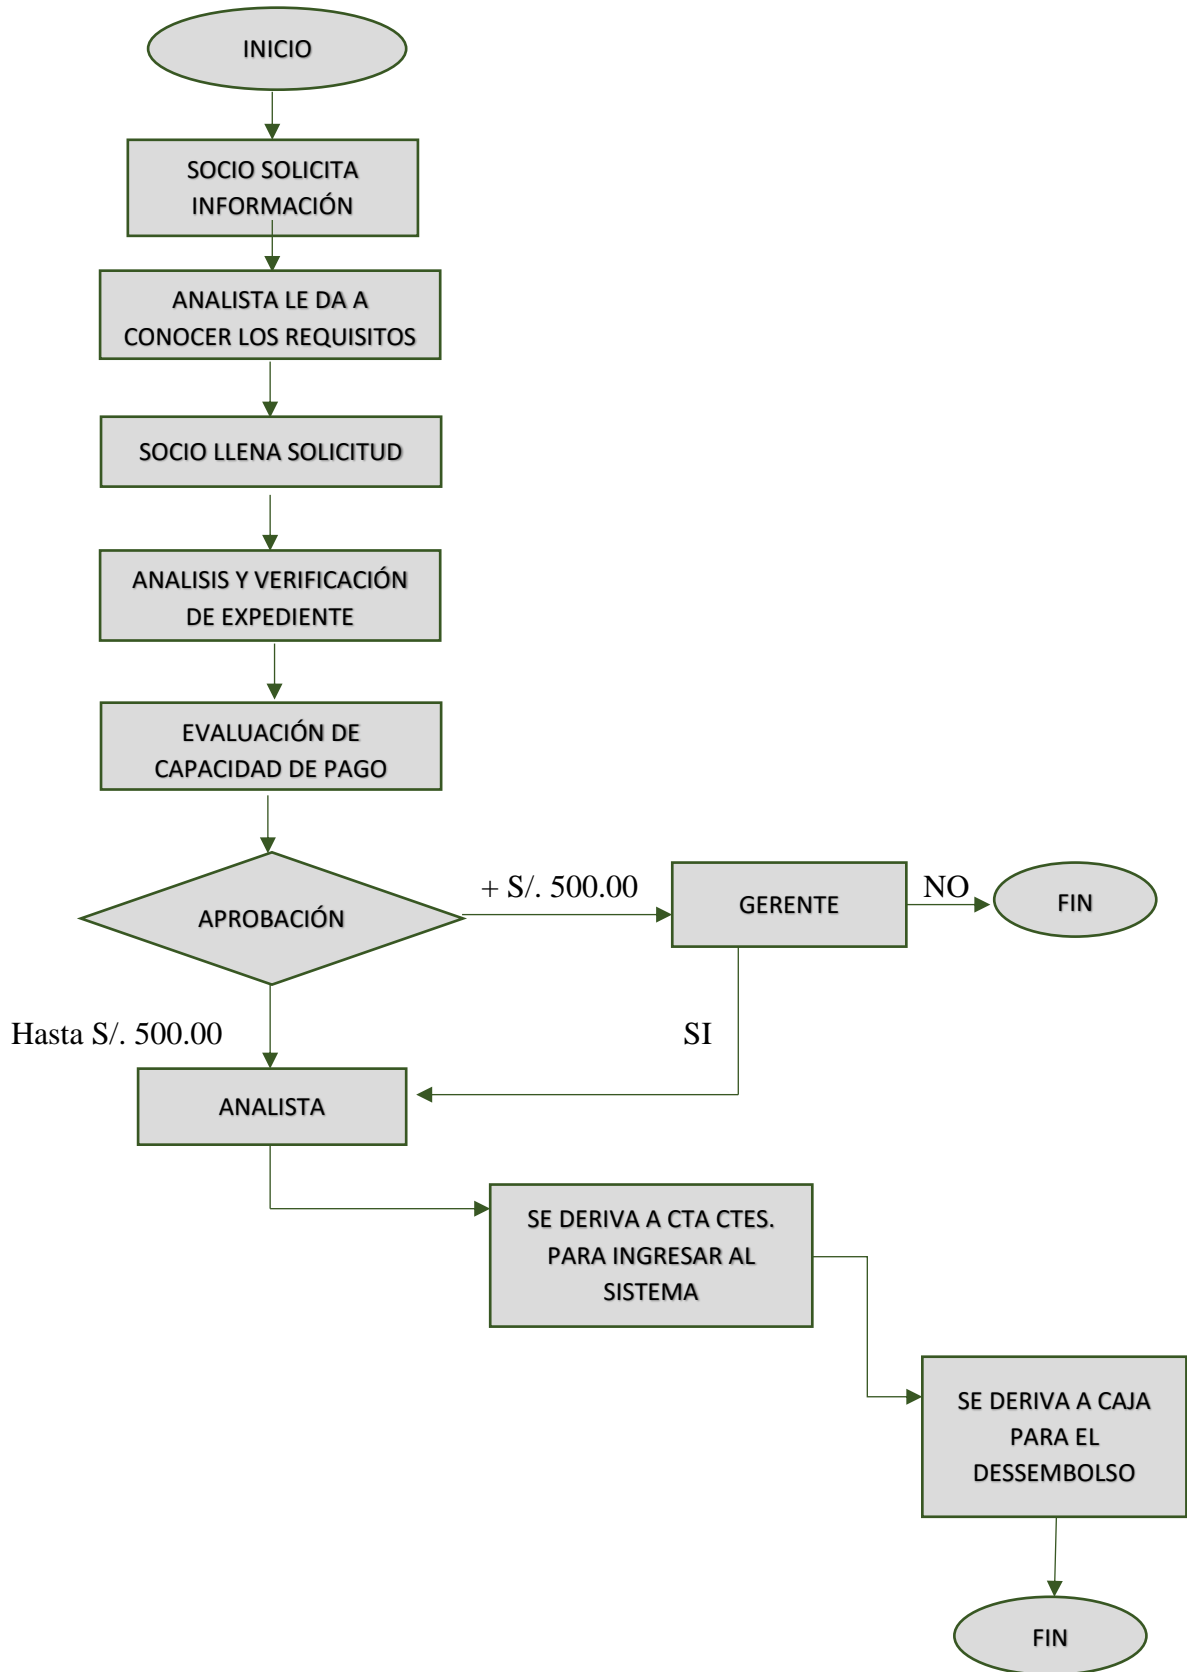 INICIO
SOCIO SOLICITA
INFORMACIÓN
ANALISTA LE DA A
CONOCER LOS REQUISITOS
SOCIO LLENA SOLICITUD
ANALISIS Y VERIFICACIÓN
DE EXPEDIENTE
EVALUACIÓN DE
CAPACIDAD DE PAGO
APROBACIÓN
+ S/. 500.00
GERENTE
NO
FIN
Hasta S/. 500.00
SI
ANALISTA
SE DERIVA A CTA CTES.
PARA INGRESAR AL
SISTEMA
SE DERIVA A CAJA
PARA EL
DESSEMBOLSO
FIN